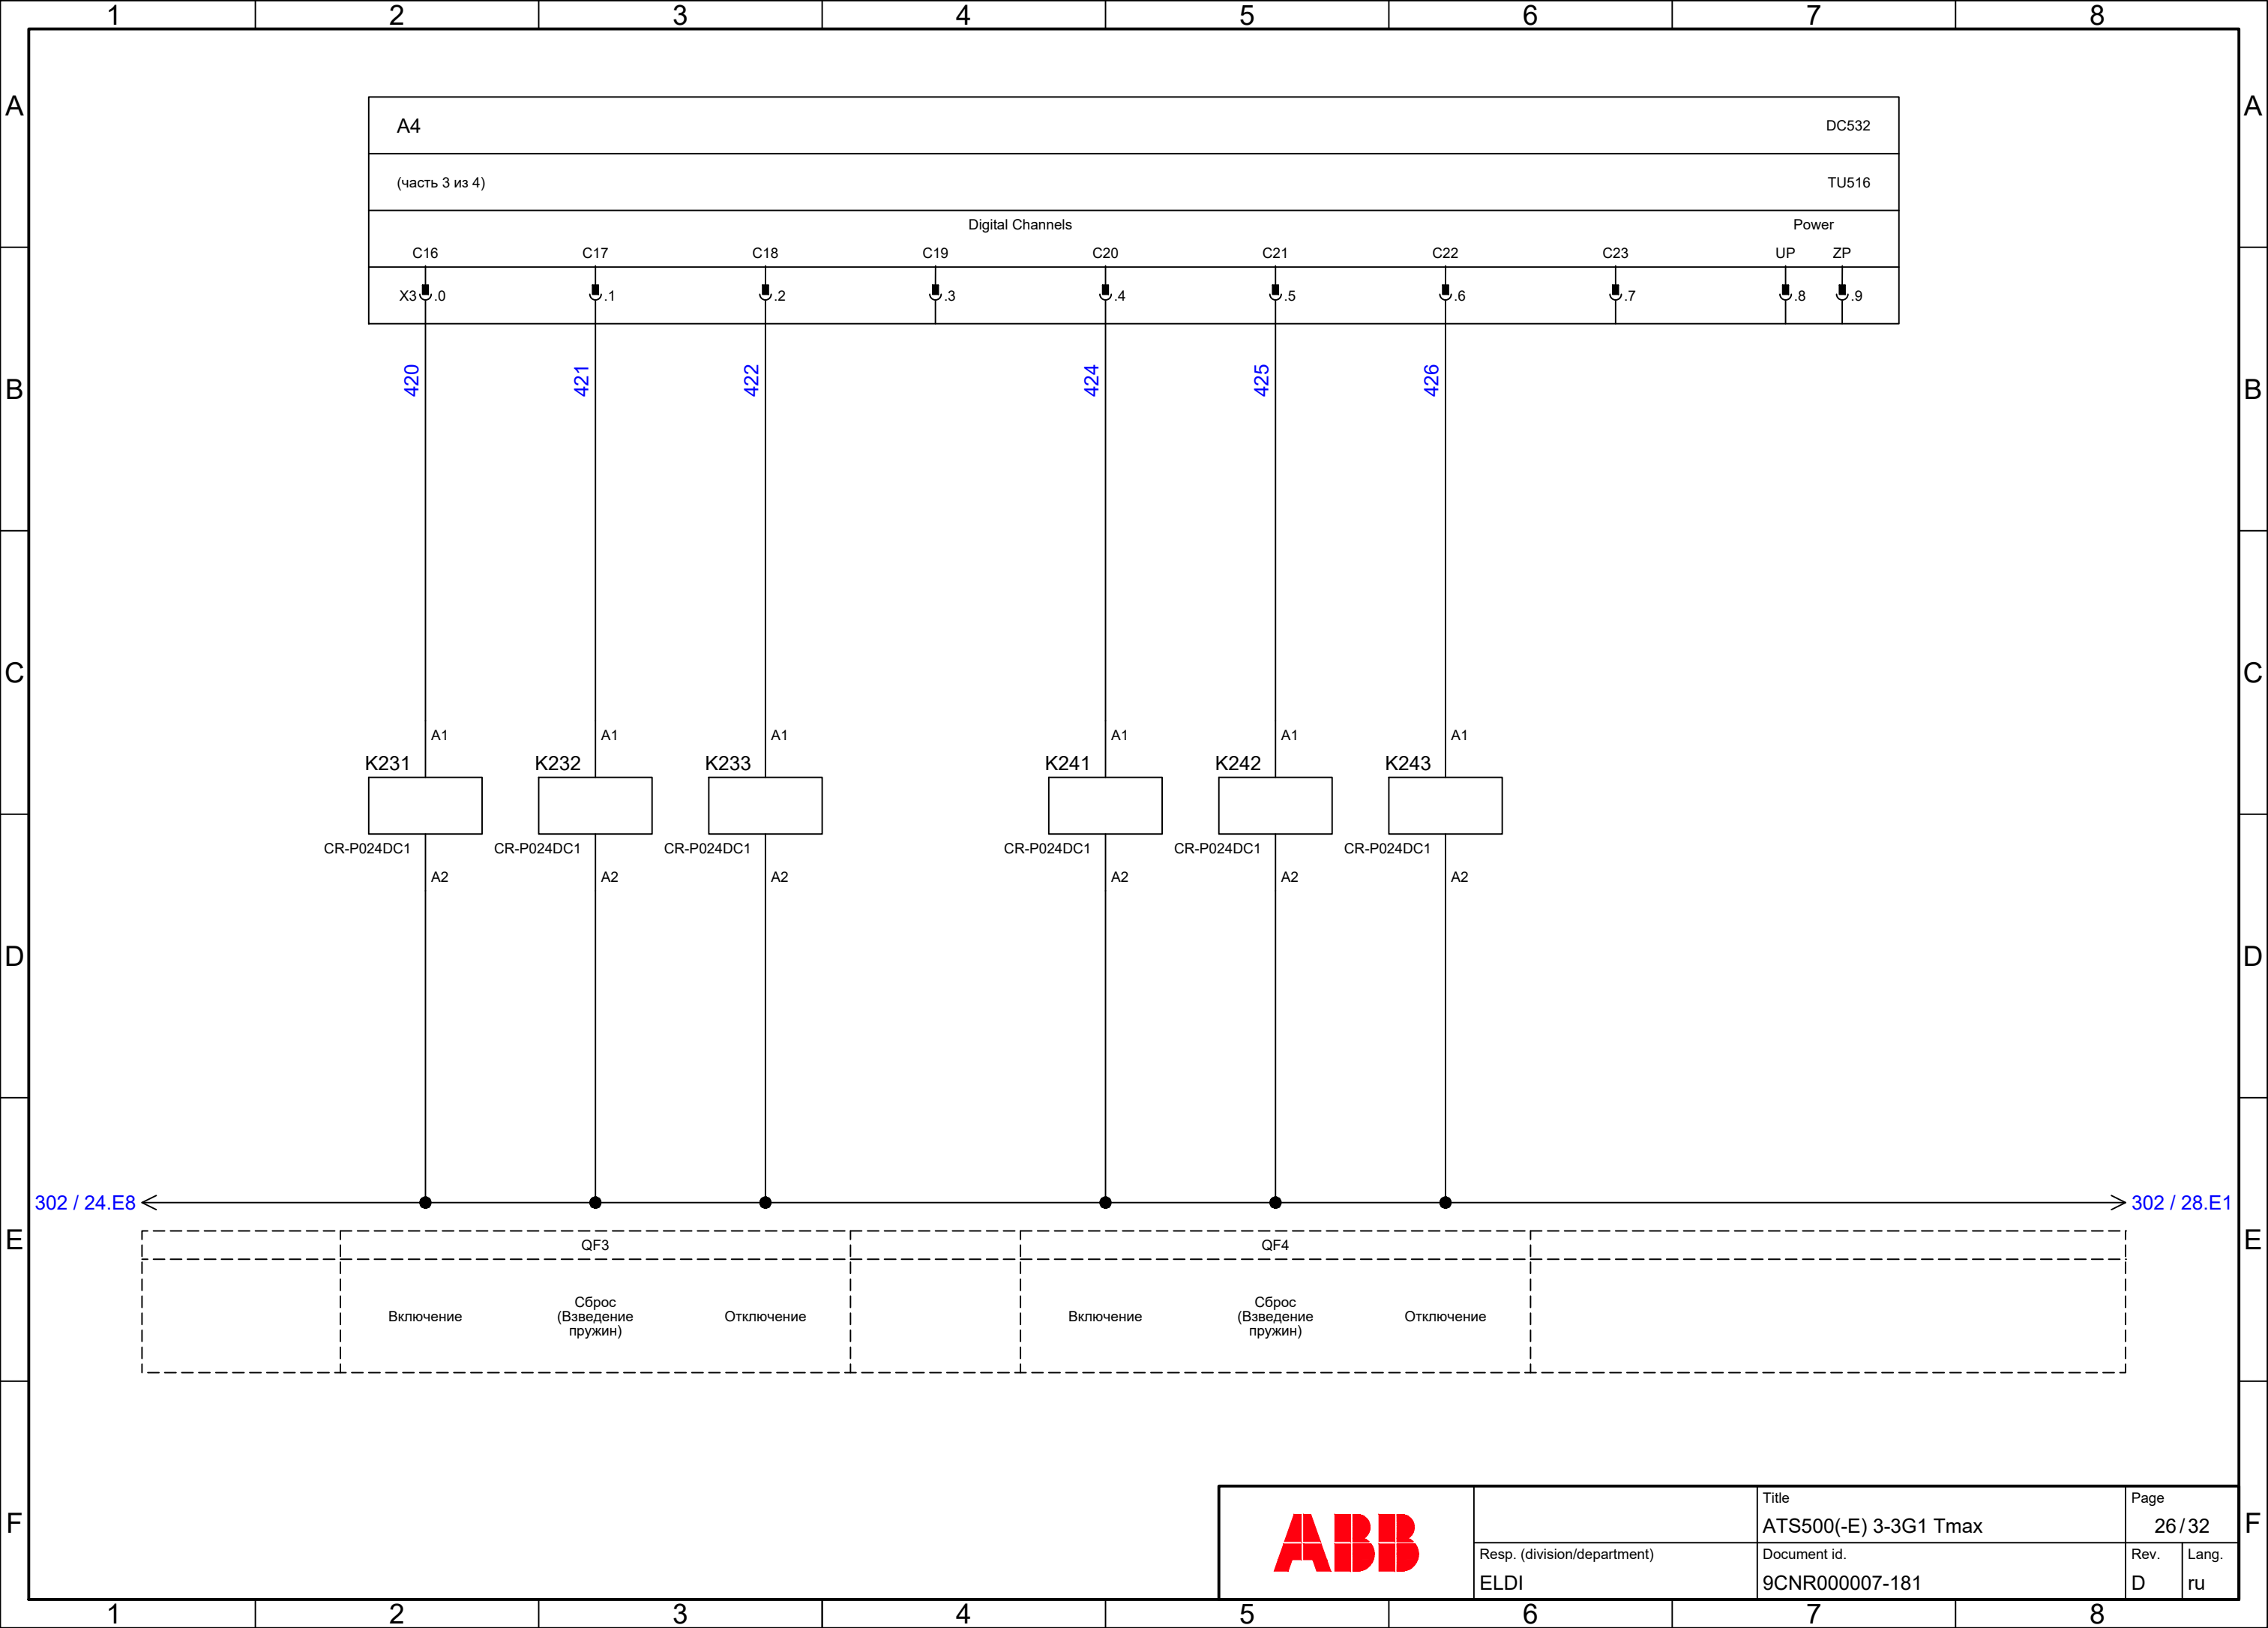 1 2 3 4 5 6 7 8
A A
A4 DC532
(часть 3 из 4) TU516
Digital Channels Power
C16 C17 C18 C19 C20 C21 C22 C23 UP ZP
X3 .0 .1 .2 .3 .4 .5 .6 .7 .8 .9
B B
420 421 422 424 425 426
C C
A1 A1 A1 A1 A1 A1
K231 K232 K233 K241 K242 K243
CR-P024DC1 CR-P024DC1 CR-P024DC1 CR-P024DC1 CR-P024DC1 CR-P024DC1
A2 A2 A2 A2 A2 A2
D D
302 / 24.E8 302 / 28.E1
E E
QF3 QF4
Включение
Сброс
(Взведение
пружин)
Отключение
Включение
Сброс
(Взведение
пружин)
Отключение
F F
ABB
Title
ATS500(-E) 3-3G1 Tmax
Page
26/32
Resp. (division/department)
ELDI
Document id.
9CNR000007-181
Rev.
D
Lang.
ru
1 2 3 4 5 6 7 8